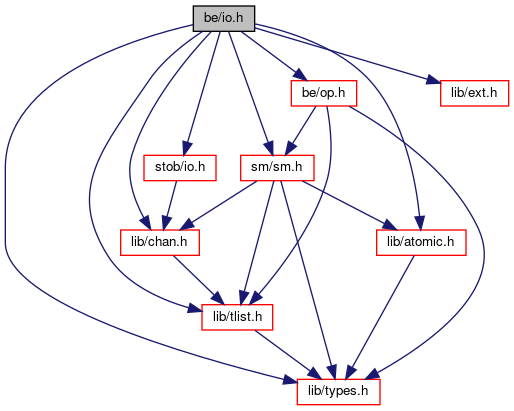 be/io.h
be/op.h
lib/ext.h
stob/io.h
sm/sm.h
lib/chan.h
lib/atomic.h
lib/tlist.h
lib/types.h